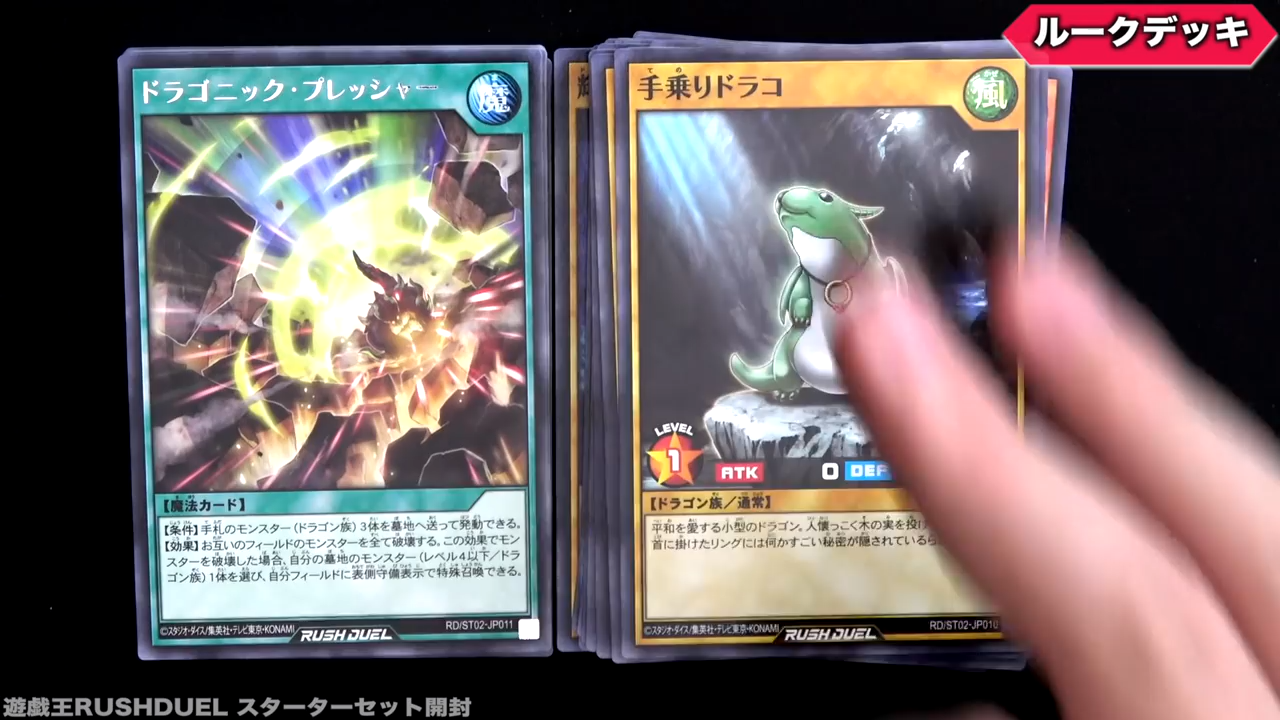 ルークデッキ
ドラゴニック・プレッシャー
魔
【魔法カード】
【条件】手札のモンスター(ドラゴン族)3体を墓地へ送って発動できる。
【効果】お互いのフィールドのモンスターを全て破壊する。この効果でモン
スターを破壊した場合、自分の墓地のモンスター(レベル4以下/ドラ
ゴン族)1体を選び、自分フィールドに表側守備表示で特殊召喚できる。
©スタジオ・ダイス/集英社・テレビ東京・KONAMI
RUSH DUEL
RD/ST02-JP011
手乗りドラコ
風
LEVEL
1
ATK 0 DEF
【ドラゴン族/通常】
平和を愛する小型のドラゴン。人懐っこく木の実を投げ
首に掛けたリングには何かすごい秘密が隠されているら
©スタジオ・ダイス/集英社・テレビ東京・KONAMI
RUSH DUEL
RD/ST02-JP010
遊戯王RUSHDUEL スターターセット開封